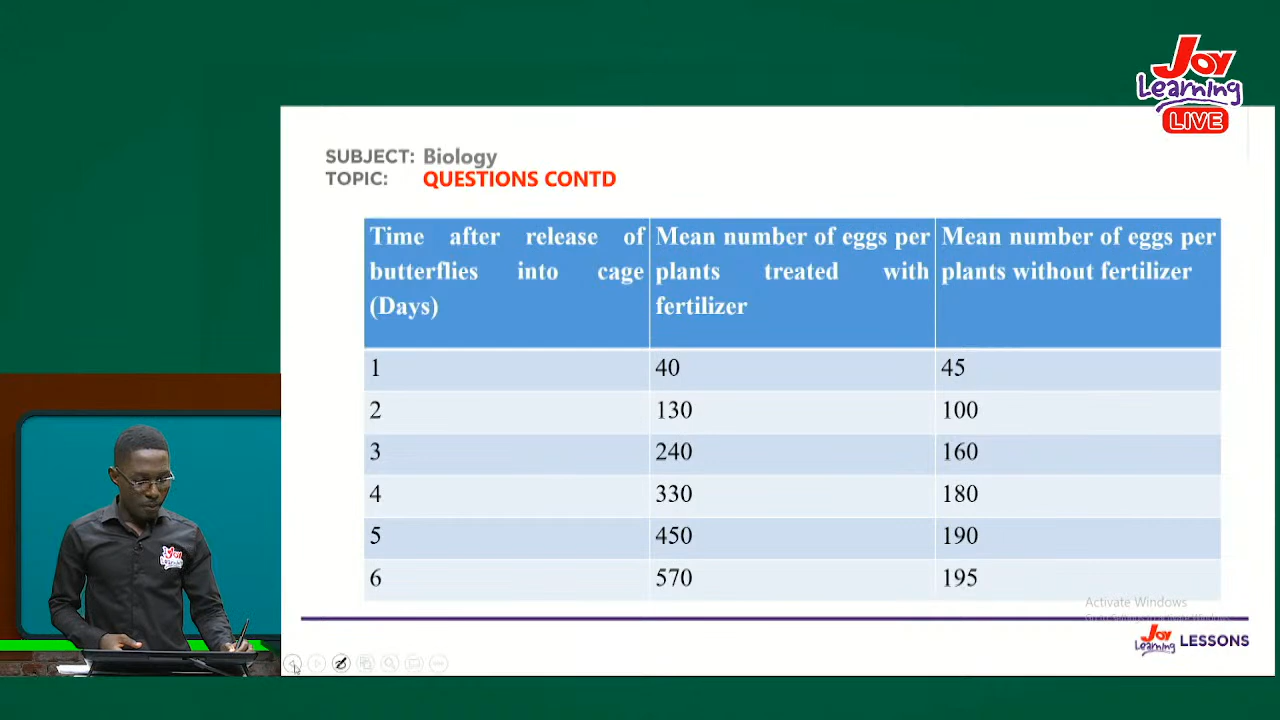 Joy
Learning
LIVE
SUBJECT: Biology
TOPIC: QUESTIONS CONTD
Time after release of butterflies into cage (Days)
Mean number of eggs per plants treated with fertilizer
Mean number of eggs per plants without fertilizer
1 40 45
2 130 100
3 240 160
4 330 180
5 450 190
6 570 195
Activate Windows
Joy
Learning
LESSONS
Joy
Learning